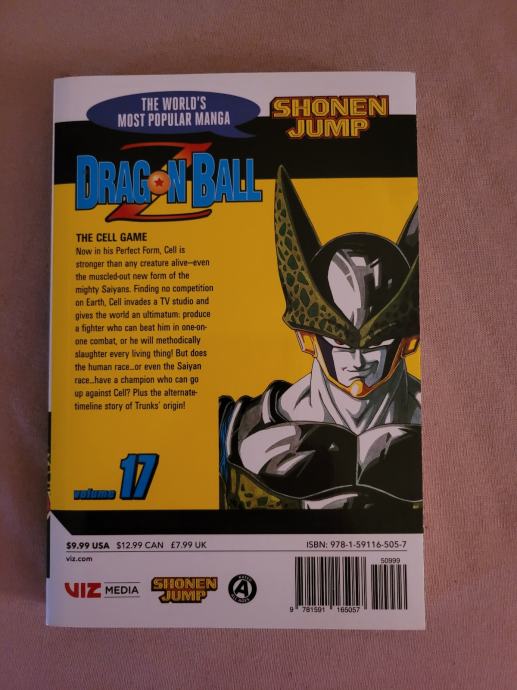 THE WORLD'S
MOST POPULAR MANGA
SHONEN
JUMP
DRAGON BALL
Z
THE CELL GAME
Now in his Perfect Form, Cell is
stronger than any creature alive—even
the muscled-out new form of the
mighty Saiyans. Finding no competition
on Earth, Cell invades a TV studio and
gives the world an ultimatum: produce
a fighter who can beat him in one-on-
one combat, or he will methodically
slaughter every living thing! But does
the human race...or even the Saiyan
race...have a champion who can go
up against Cell? Plus the alternate-
timeline story of Trunks' origin!
volume 17
$9.99 USA $12.99 CAN £7.99 UK
ISBN: 978-1-59116-505-7
viz.com
50999
VIZ MEDIA
SHONEN
JUMP
A
9 781591 165057